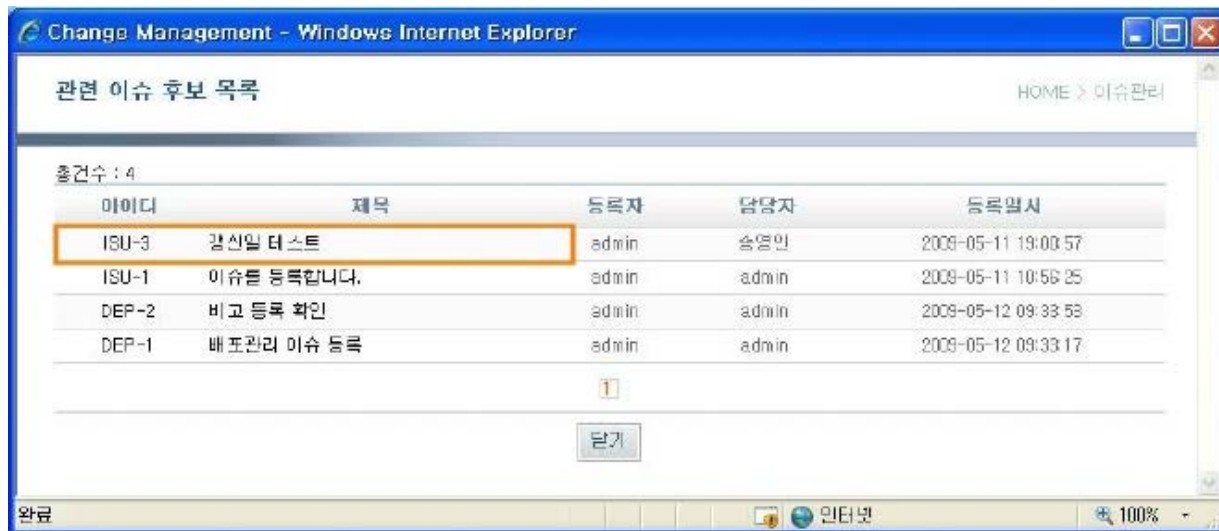 Change Management - Windows Internet Explorer
관련 이슈 후보 목록 HOME > 이슈관리
총건수 : 4
아이디 제목 등록자 담당자 등록일시
ISU-3 갱신일 테스트 admin 송영인 2009-05-11 19:00:57
ISU-1 이슈를 등록합니다. admin admin 2009-05-11 10:56:25
DEP-2 비고 등록 확인 admin admin 2009-05-12 09:33:53
DEP-1 배포관리 이슈 등록 admin admin 2009-05-12 09:33:17
1
닫기
완료 인터넷 100%